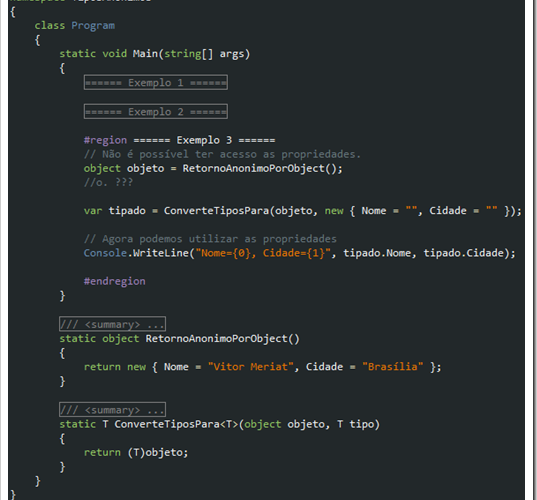 {
class Program
{
static void Main(string[] args)
{
====== Exemplo 1 ======
====== Exemplo 2 ======
#region ====== Exemplo 3 ======
// Não é possível ter acesso as propriedades.
object objeto = RetornoAnonimoPorObject();
//o. ???
var tipado = ConverteTiposPara(objeto, new { Nome = "", Cidade = "" });
// Agora podemos utilizar as propriedades
Console.WriteLine("Nome={0}, Cidade={1}", tipado.Nome, tipado.Cidade);
#endregion
}
/// <summary> ...
static object RetornoAnonimoPorObject()
{
return new { Nome = "Vitor Meriat", Cidade = "Brasília" };
}
/// <summary> ...
static T ConverteTiposPara<T>(object objeto, T tipo)
{
return (T)objeto;
}
}
}